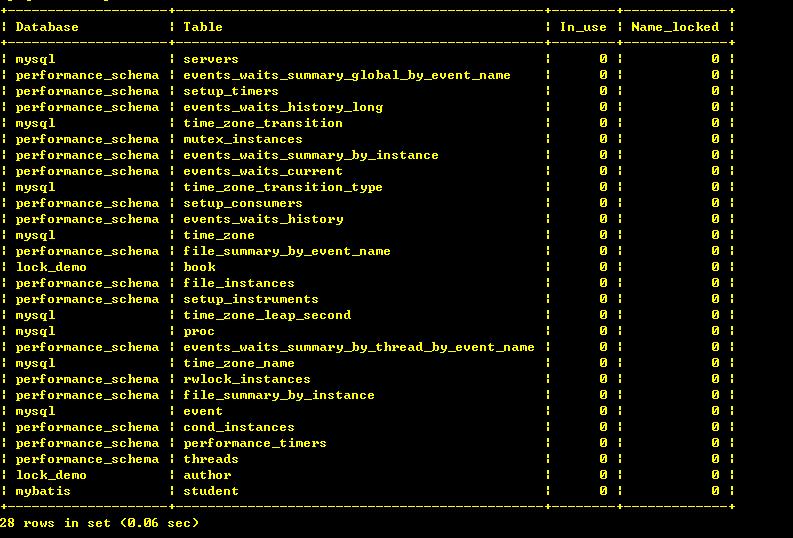 Database | Table | In_use | Name_locked
mysql | servers | 0 | 0
performance_schema | events_waits_summary_global_by_event_name | 0 | 0
performance_schema | setup_timers | 0 | 0
performance_schema | events_waits_history_long | 0 | 0
mysql | time_zone_transition | 0 | 0
performance_schema | mutex_instances | 0 | 0
performance_schema | events_waits_summary_by_instance | 0 | 0
performance_schema | events_waits_current | 0 | 0
mysql | time_zone_transition_type | 0 | 0
performance_schema | setup_consumers | 0 | 0
performance_schema | events_waits_history | 0 | 0
mysql | time_zone | 0 | 0
performance_schema | file_summary_by_event_name | 0 | 0
lock_demo | book | 0 | 0
performance_schema | file_instances | 0 | 0
performance_schema | setup_instruments | 0 | 0
mysql | time_zone_leap_second | 0 | 0
mysql | proc | 0 | 0
performance_schema | events_waits_summary_by_thread_by_event_name | 0 | 0
mysql | time_zone_name | 0 | 0
performance_schema | rwlock_instances | 0 | 0
performance_schema | file_summary_by_instance | 0 | 0
mysql | event | 0 | 0
performance_schema | cond_instances | 0 | 0
performance_schema | performance_timers | 0 | 0
performance_schema | threads | 0 | 0
lock_demo | author | 0 | 0
mybatis | student | 0 | 0
28 rows in set (0.06 sec)